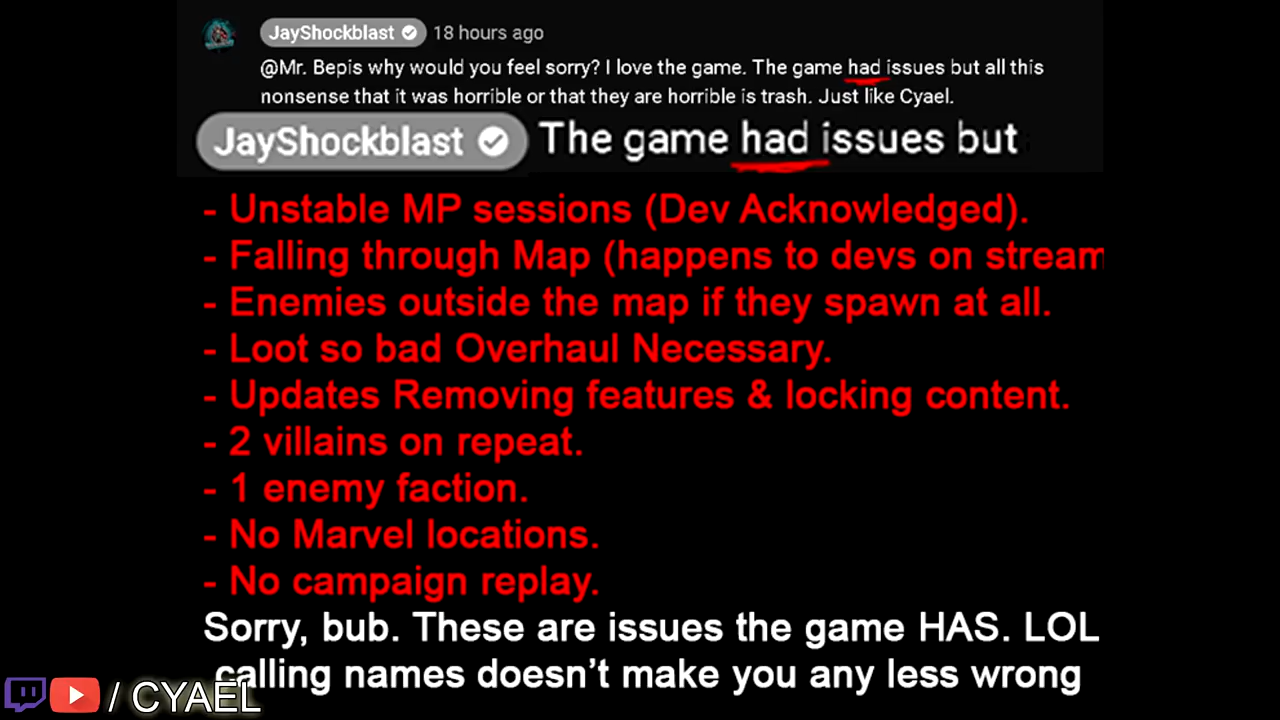 JayShockblast 18 hours ago
@Mr. Bepis why would you feel sorry? I love the game. The game had issues but all this
nonsense that it was horrible or that they are horrible is trash. Just like Cyael.
JayShockblast The game had issues but
- Unstable MP sessions (Dev Acknowledged).
- Falling through Map (happens to devs on stream
- Enemies outside the map if they spawn at all.
- Loot so bad Overhaul Necessary.
- Updates Removing features & locking content.
- 2 villains on repeat.
- 1 enemy faction.
- No Marvel locations.
- No campaign replay.
Sorry, bub. These are issues the game HAS. LOL
calling names doesn't make you any less wrong
/ CYAEL